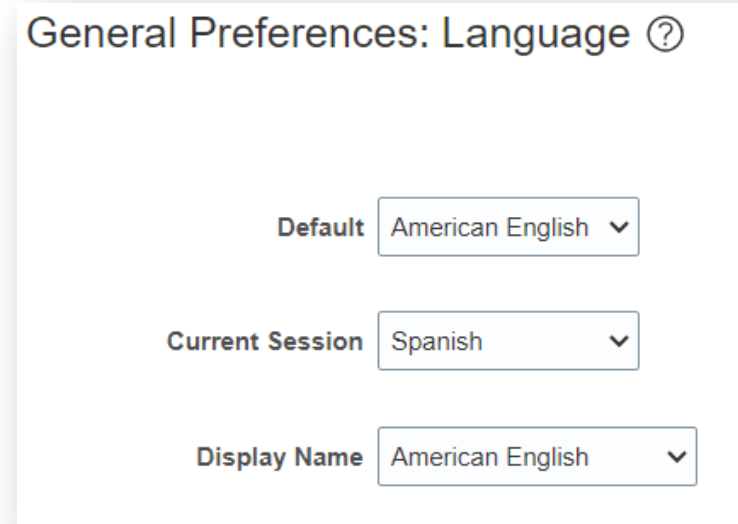 General Preferences: Language ?
Default American English
Current Session Spanish
Display Name American English